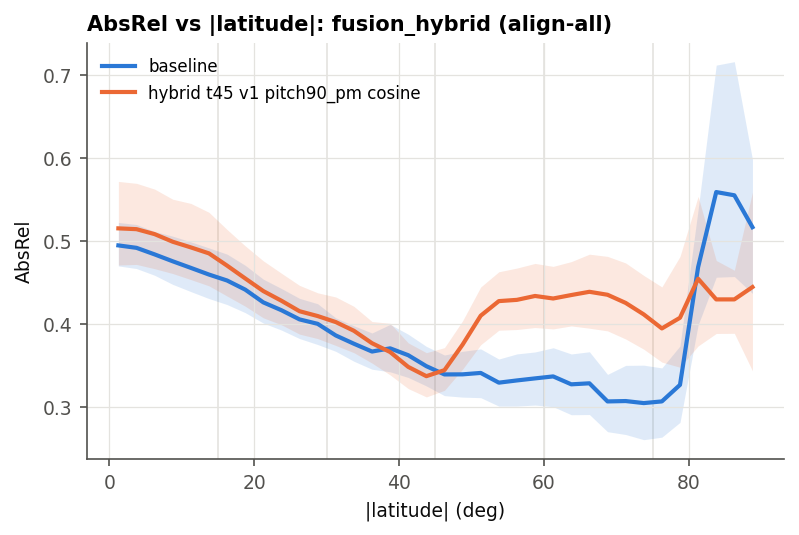 AbsRel vs |latitude|: fusion_hybrid (align-all)
baseline
hybrid t45 v1 pitch90_pm cosine
AbsRel
0.7
0.6
0.5
0.4
0.3
0 20 40 60 80
|latitude| (deg)